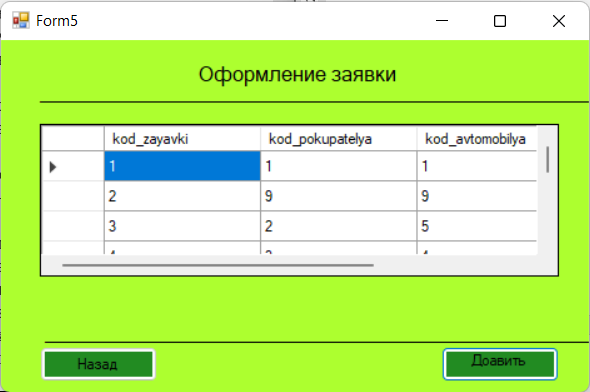 Form5
Оформление заявки
kod_zayavki kod_pokupatelya kod_avtomobilya
1 1 1
2 9 9
3 2 5
Назад Доавить